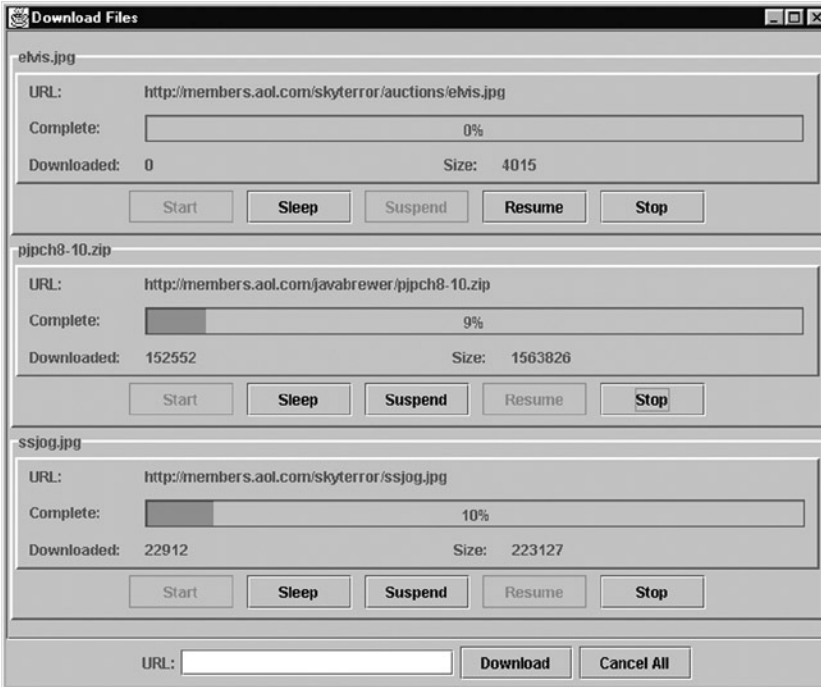 Download Files
elvis.jpg
URL: http://members.aol.com/skyterror/auctions/elvis.jpg
Complete: 0%
Downloaded: 0 Size: 4015
Start Sleep Suspend Resume Stop
pjpch8-10.zip
URL: http://members.aol.com/javabrewer/pjpch8-10.zip
Complete: 9%
Downloaded: 152552 Size: 1563826
Start Sleep Suspend Resume Stop
ssjog.jpg
URL: http://members.aol.com/skyterror/ssjog.jpg
Complete: 10%
Downloaded: 22912 Size: 223127
Start Sleep Suspend Resume Stop
URL: Download Cancel All